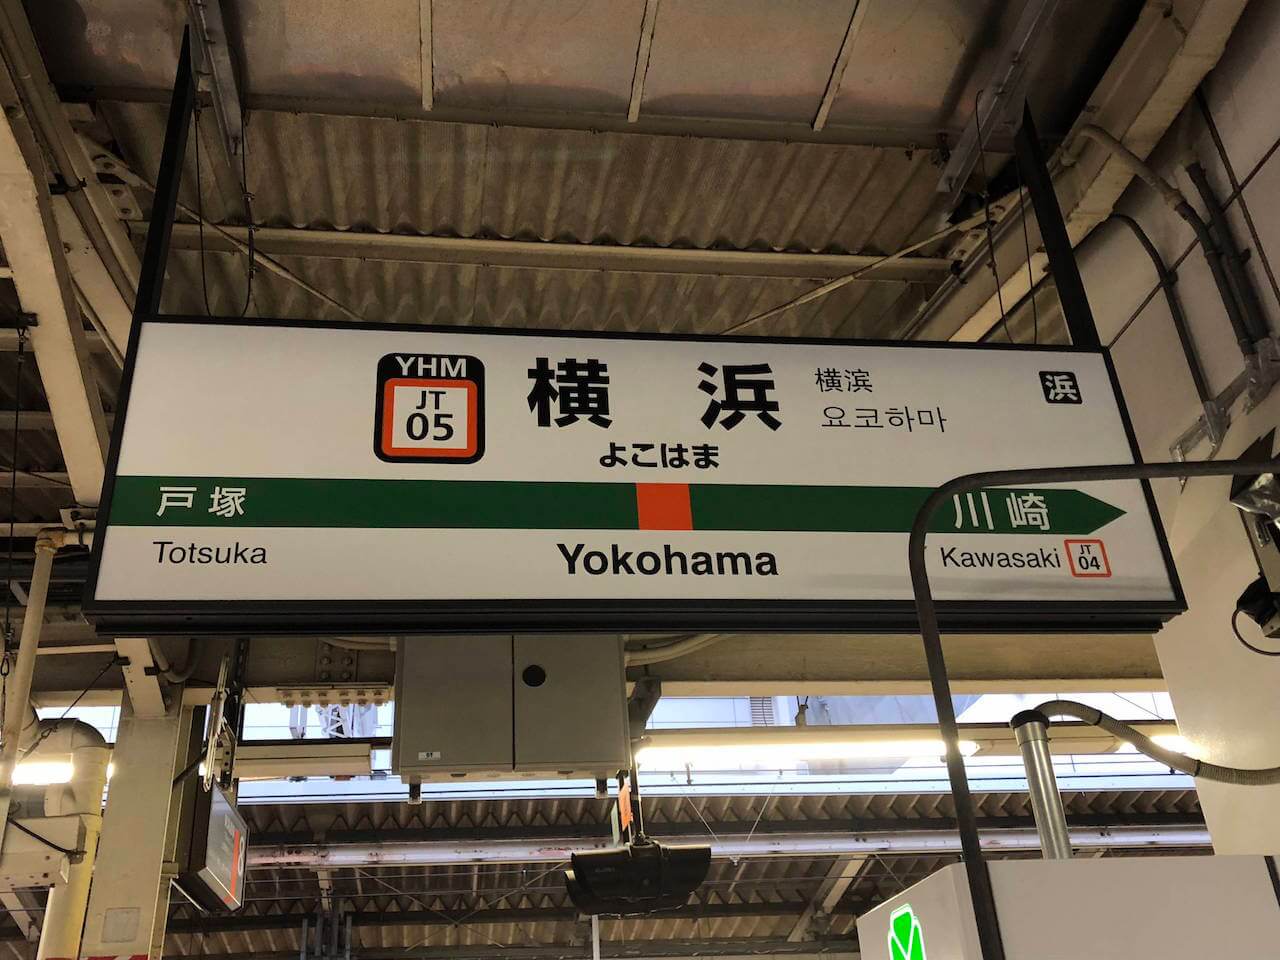 YHM
JT
05
横浜
横滨
요코하마
浜
よこはま
戸塚
川崎
Totsuka
Yokohama
Kawasaki
JT
04